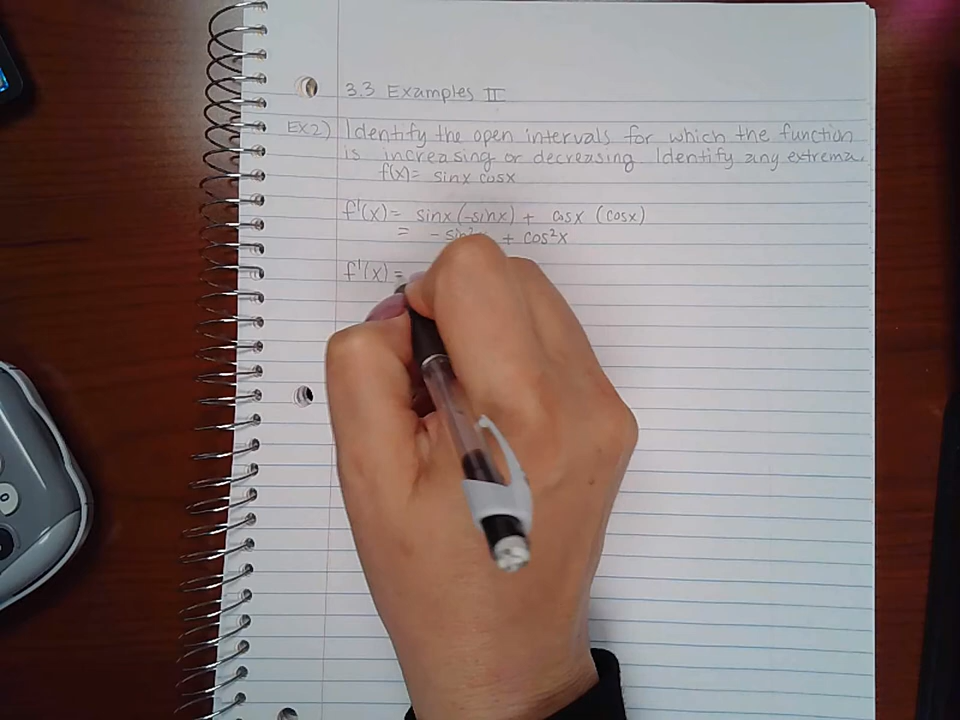 3.3 Examples II
EX2) Identify the open intervals for which the function
is increasing or decreasing Identify any extrema.
f(x)= sinx cosx
f'(x)= sinx(-sinx) + cosx (cosx)
= -sin²x + cos²x
f'(x)=